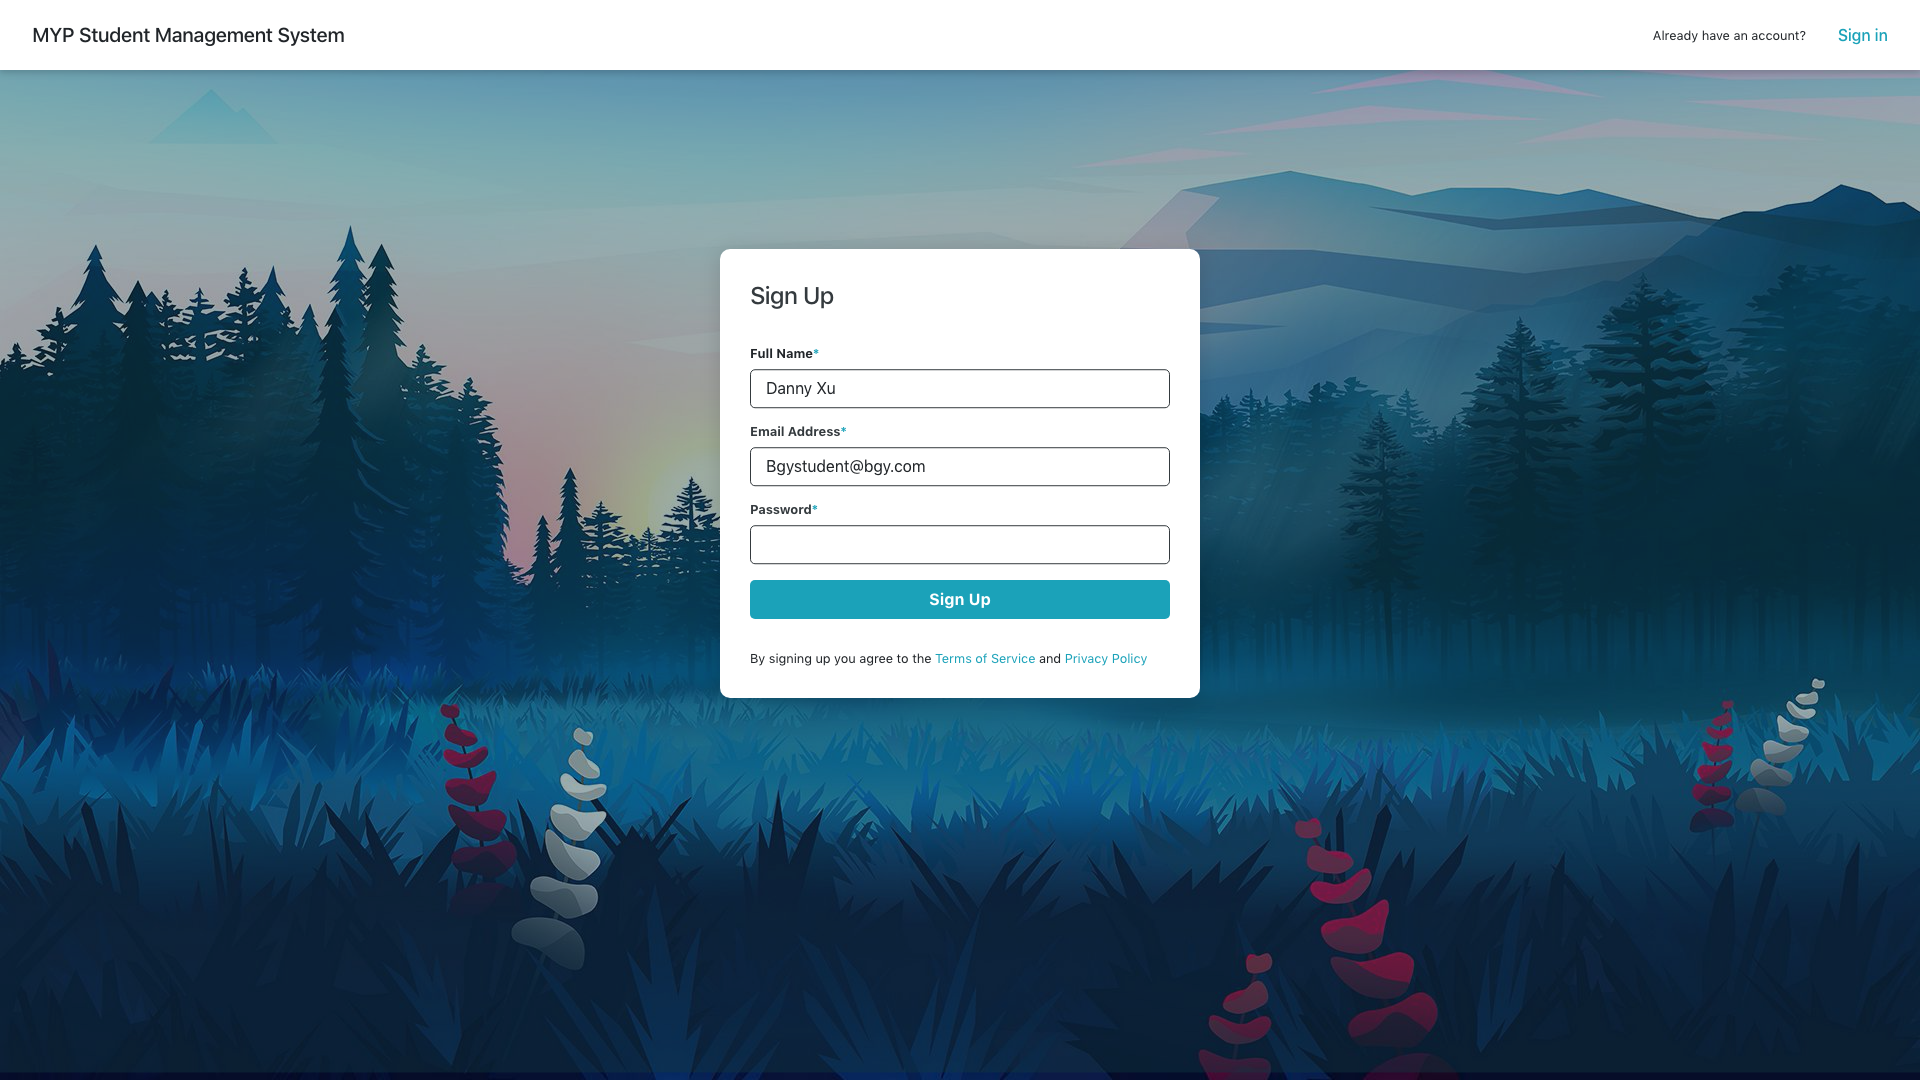 MYP Student Management System
Already have an account?
Sign in
Sign Up
Full Name*
Danny Xu
Email Address*
Bgystudent@bgy.com
Password*
Sign Up
By signing up you agree to the Terms of Service and Privacy Policy